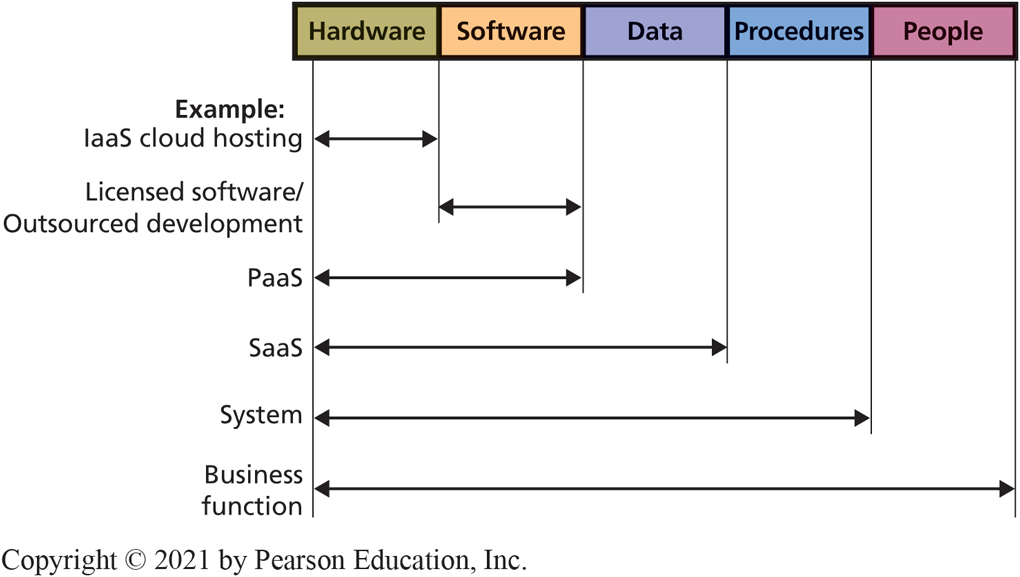 Hardware Software Data Procedures People
Example:
IaaS cloud hosting
Licensed software/
Outsourced development
PaaS
SaaS
System
Business
function
Copyright © 2021 by Pearson Education, Inc.